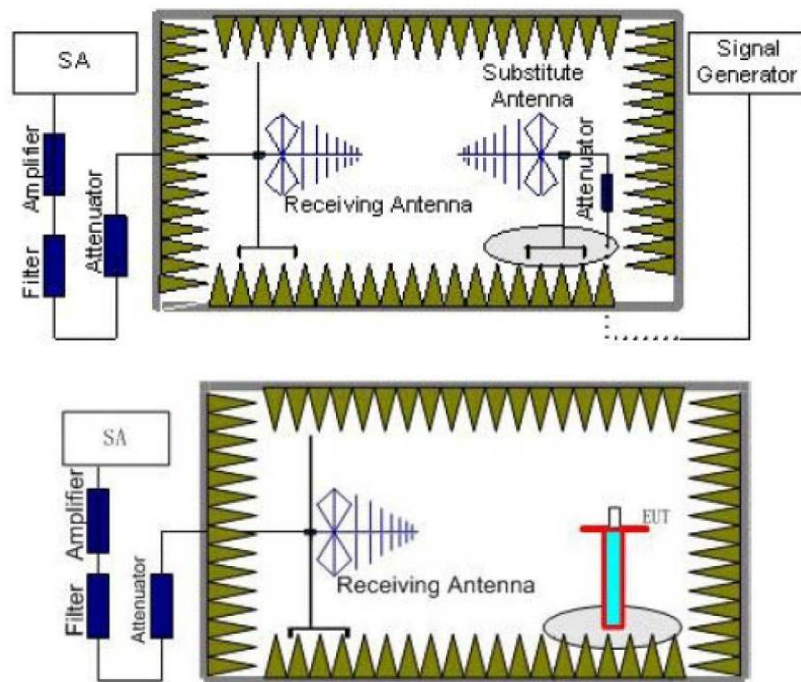 SA
Signal
Generator
Substitute
Antenna
Amplifier
Attenuator
Filter
Receiving Antenna
Attenuator
SA
Amplifier
Filter
Attenuator
Receiving Antenna
EUT